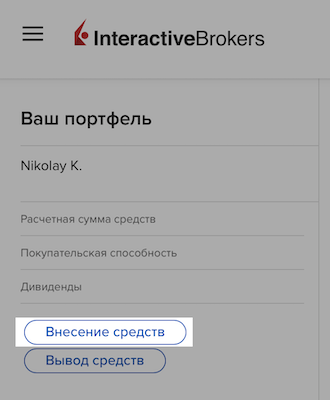 InteractiveBrokers
Ваш портфель
Nikolay K.
Расчетная сумма средств
Покупательская способность
Дивиденды
Внесение средств
Вывод средств